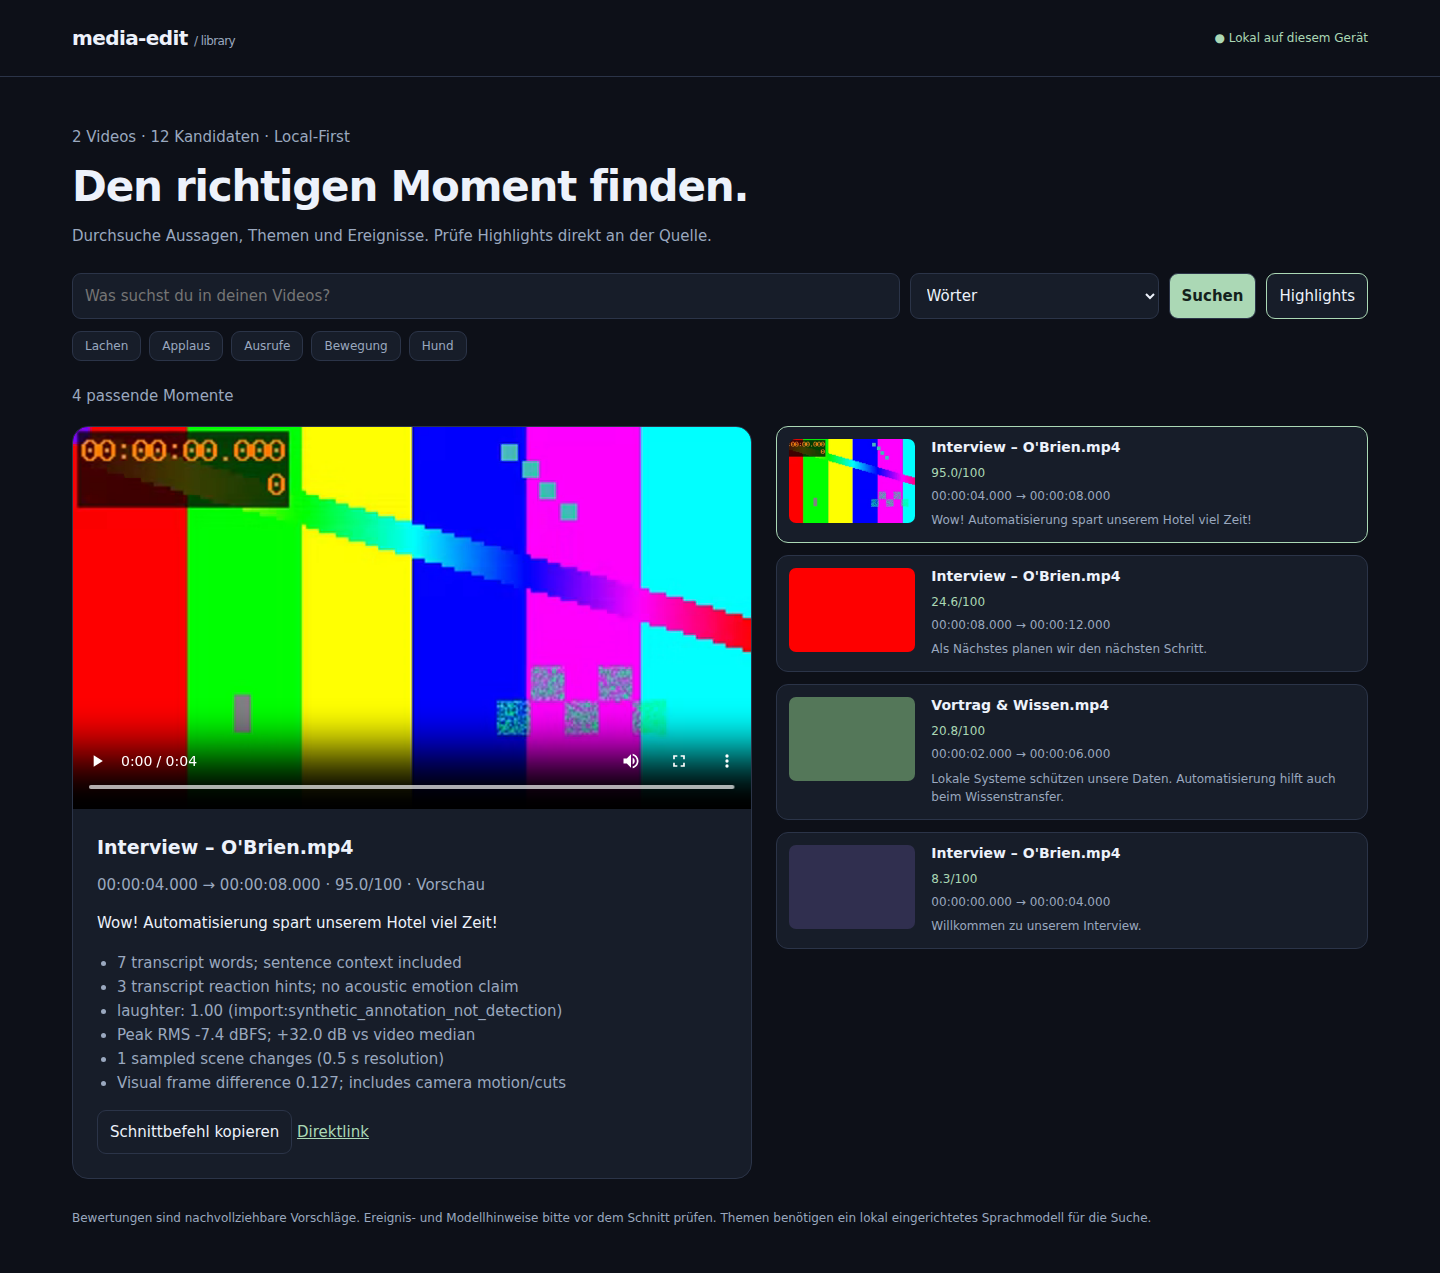 media-edit / library
● Lokal auf diesem Gerät
2 Videos · 12 Kandidaten · Local-First
Den richtigen Moment finden.
Durchsuche Aussagen, Themen und Ereignisse. Prüfe Highlights direkt an der Quelle.
Was suchst du in deinen Videos?
Wörter
Suchen
Highlights
Lachen
Applaus
Ausrufe
Bewegung
Hund
4 passende Momente
00:00:00.000
0
0:00 / 0:04
Interview – O'Brien.mp4
00:00:04.000 → 00:00:08.000 · 95.0/100 · Vorschau
Wow! Automatisierung spart unserem Hotel viel Zeit!
• 7 transcript words; sentence context included
• 3 transcript reaction hints; no acoustic emotion claim
• laughter: 1.00 (import:synthetic_annotation_not_detection)
• Peak RMS -7.4 dBFS; +32.0 dB vs video median
• 1 sampled scene changes (0.5 s resolution)
• Visual frame difference 0.127; includes camera motion/cuts
Schnittbefehl kopieren
Direktlink
00:00:00.000
0
Interview – O'Brien.mp4
95.0/100
00:00:04.000 → 00:00:08.000
Wow! Automatisierung spart unserem Hotel viel Zeit!
Interview – O'Brien.mp4
24.6/100
00:00:08.000 → 00:00:12.000
Als Nächstes planen wir den nächsten Schritt.
Vortrag & Wissen.mp4
20.8/100
00:00:02.000 → 00:00:06.000
Lokale Systeme schützen unsere Daten. Automatisierung hilft auch
beim Wissenstransfer.
Interview – O'Brien.mp4
8.3/100
00:00:00.000 → 00:00:04.000
Willkommen zu unserem Interview.
Bewertungen sind nachvollziehbare Vorschläge. Ereignis- und Modellhinweise bitte vor dem Schnitt prüfen. Themen benötigen ein lokal eingerichtetes Sprachmodell für die Suche.